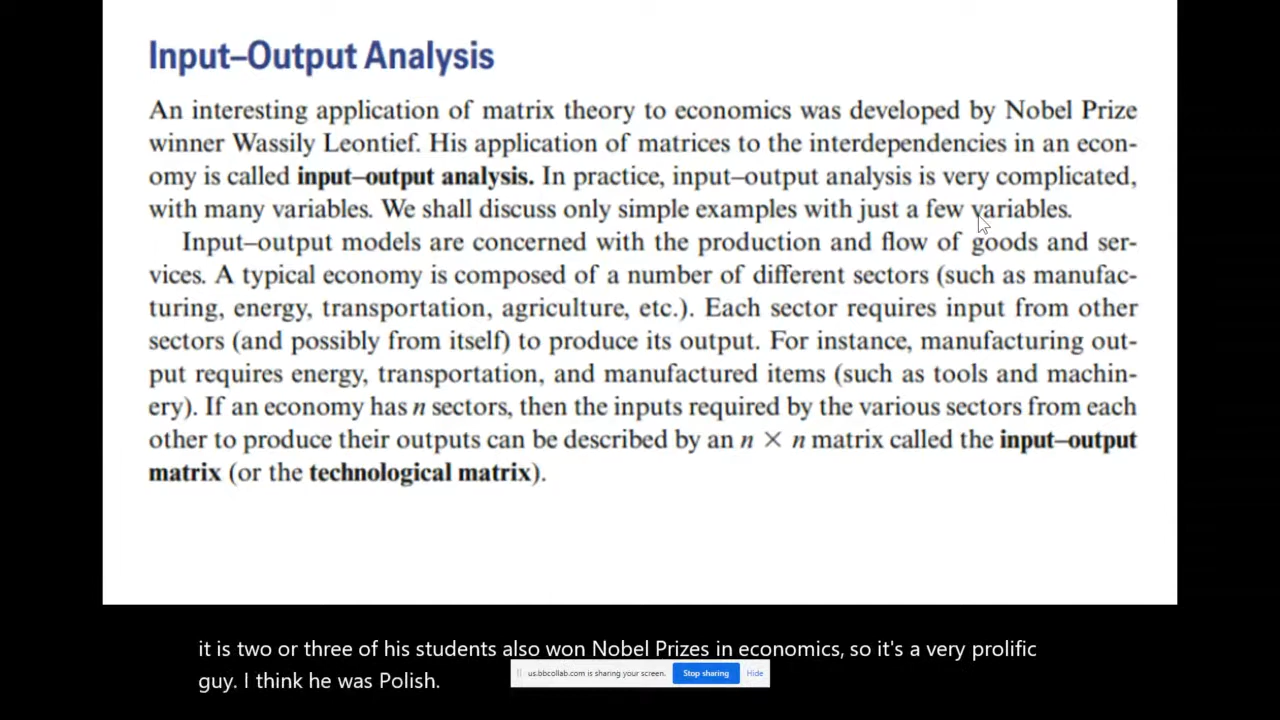 Input–Output Analysis
An interesting application of matrix theory to economics was developed by Nobel Prize
winner Wassily Leontief. His application of matrices to the interdependencies in an econ-
omy is called input–output analysis. In practice, input–output analysis is very complicated,
with many variables. We shall discuss only simple examples with just a few variables.
Input–output models are concerned with the production and flow of goods and ser-
vices. A typical economy is composed of a number of different sectors (such as manufac-
turing, energy, transportation, agriculture, etc.). Each sector requires input from other
sectors (and possibly from itself) to produce its output. For instance, manufacturing out-
put requires energy, transportation, and manufactured items (such as tools and machin-
ery). If an economy has n sectors, then the inputs required by the various sectors from each
other to produce their outputs can be described by an n × n matrix called the input–output
matrix (or the technological matrix).
it is two or three of his students also won Nobel Prizes in economics, so it's a very prolific
guy. I think he was Polish.
us.bbcollab.com is sharing your screen. Stop sharing Hide